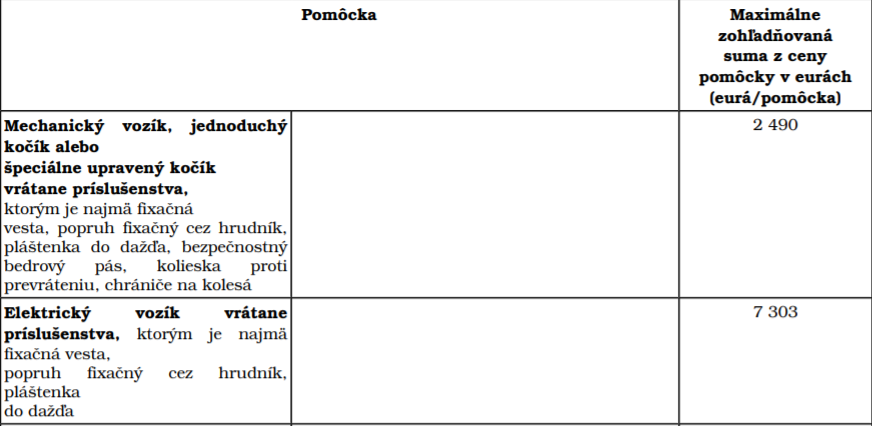 Pomôcka
Maximálne
zohľadňovaná
suma z ceny
pomôcky v eurách
(eurá/pomôcka)
Mechanický vozík, jednoduchý
kočík alebo
špeciálne upravený kočík
vrátane príslušenstva,
ktorým je najmä fixačná
vesta, popruh fixačný cez hrudník,
pláštenka do dažďa, bezpečnostný
bedrový pás, kolieska proti
prevráteniu, chrániče na kolesá
2 490
Elektrický vozík vrátane
príslušenstva, ktorým je najmä
fixačná vesta,
popruh fixačný cez hrudník,
pláštenka
do dažďa
7 303